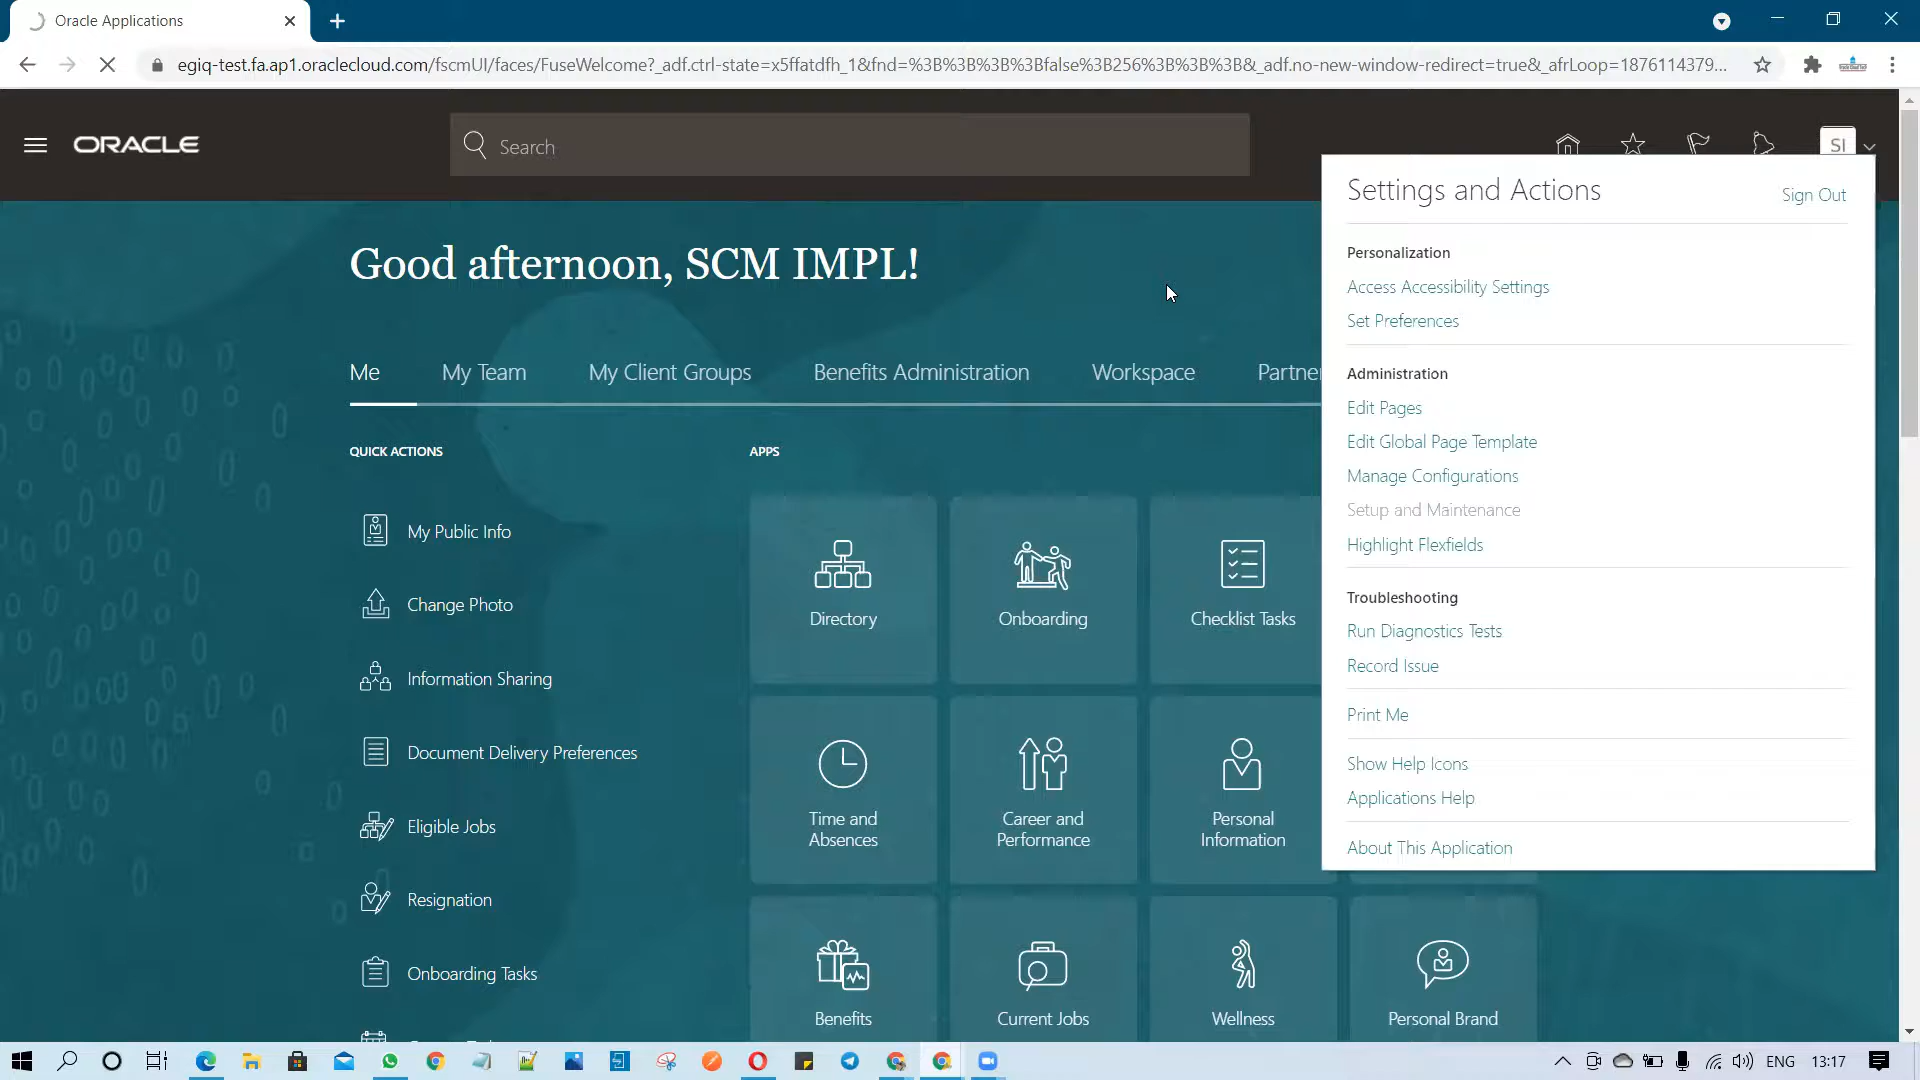 Oracle Applications
egiq-test.fa.ap1.oraclecloud.com/fscmUI/faces/FuseWelcome?_adf.ctrl-state=x5ffatdfh_1&fnd=%3B%3B%3B%3Bfalse%3B256%3B%3B%3B&_adf.no-new-window-redirect=true&_afrLoop=1876114379...
ORACLE
Search
SI
Settings and Actions
Sign Out
Personalization
Access Accessibility Settings
Set Preferences
Administration
Edit Pages
Edit Global Page Template
Manage Configurations
Setup and Maintenance
Highlight Flexfields
Troubleshooting
Run Diagnostics Tests
Record Issue
Print Me
Show Help Icons
Applications Help
About This Application
Good afternoon, SCM IMPL!
Me
My Team
My Client Groups
Benefits Administration
Workspace
Partner
QUICK ACTIONS
My Public Info
Change Photo
Information Sharing
Document Delivery Preferences
Eligible Jobs
Resignation
Onboarding Tasks
APPS
Directory
Onboarding
Checklist Tasks
Time and
Absences
Career and
Performance
Personal
Information
Benefits
Current Jobs
Wellness
Personal Brand
ENG
13:17